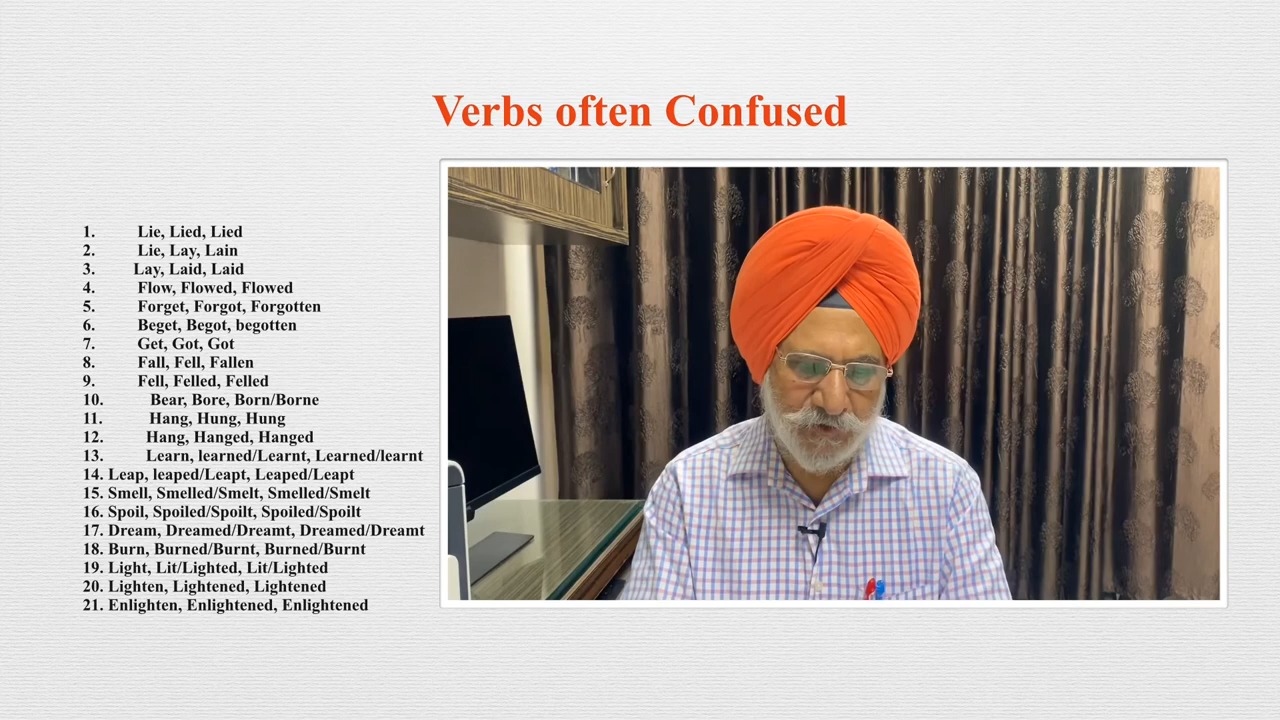 Verbs often Confused
1. Lie, Lied, Lied
2. Lie, Lay, Lain
3. Lay, Laid, Laid
4. Flow, Flowed, Flowed
5. Forget, Forgot, Forgotten
6. Beget, Begot, begotten
7. Get, Got, Got
8. Fall, Fell, Fallen
9. Fell, Felled, Felled
10. Bear, Bore, Born/Borne
11. Hang, Hung, Hung
12. Hang, Hanged, Hanged
13. Learn, learned/Learnt, Learned/learnt
14. Leap, leaped/Leapt, Leaped/Leapt
15. Smell, Smelled/Smelt, Smelled/Smelt
16. Spoil, Spoiled/Spoilt, Spoiled/Spoilt
17. Dream, Dreamed/Dreamt, Dreamed/Dreamt
18. Burn, Burned/Burnt, Burned/Burnt
19. Light, Lit/Lighted, Lit/Lighted
20. Lighten, Lightened, Lightened
21. Enlighten, Enlightened, Enlightened